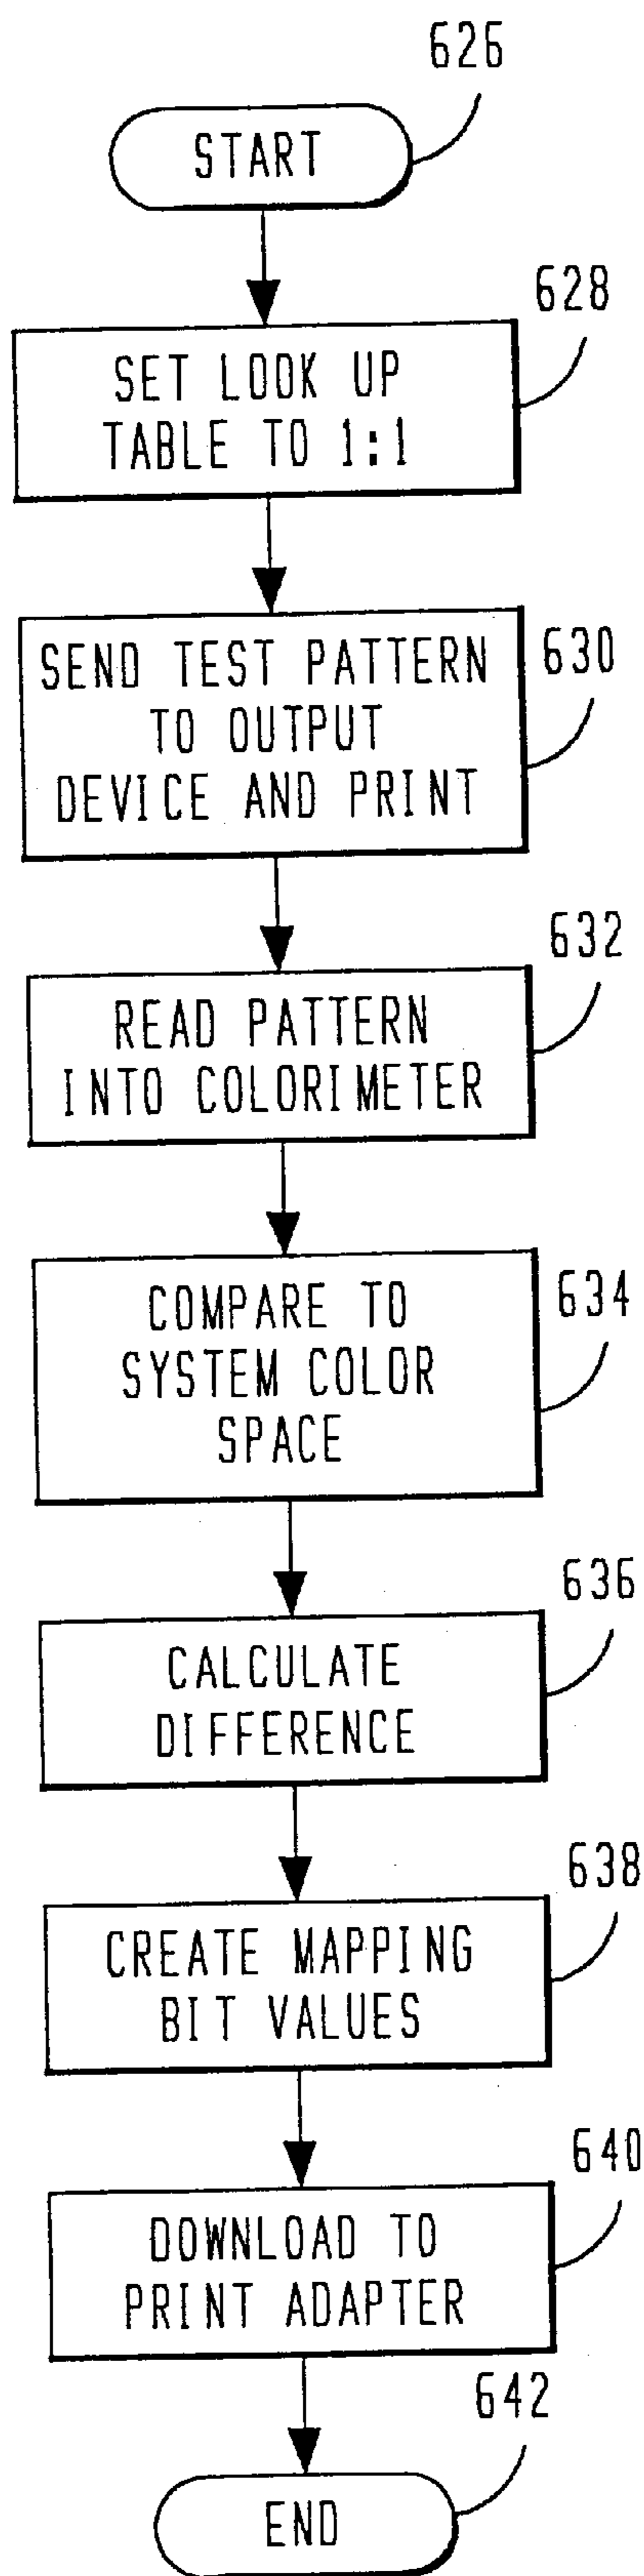 626
START
628
SET LOOK UP
TABLE TO 1:1
630
SEND TEST PATTERN
TO OUTPUT
DEVICE AND PRINT
632
READ PATTERN
INTO COLORIMETER
634
COMPARE TO
SYSTEM COLOR
SPACE
636
CALCULATE
DIFFERENCE
638
CREATE MAPPING
BIT VALUES
640
DOWNLOAD TO
PRINT ADAPTER
642
END